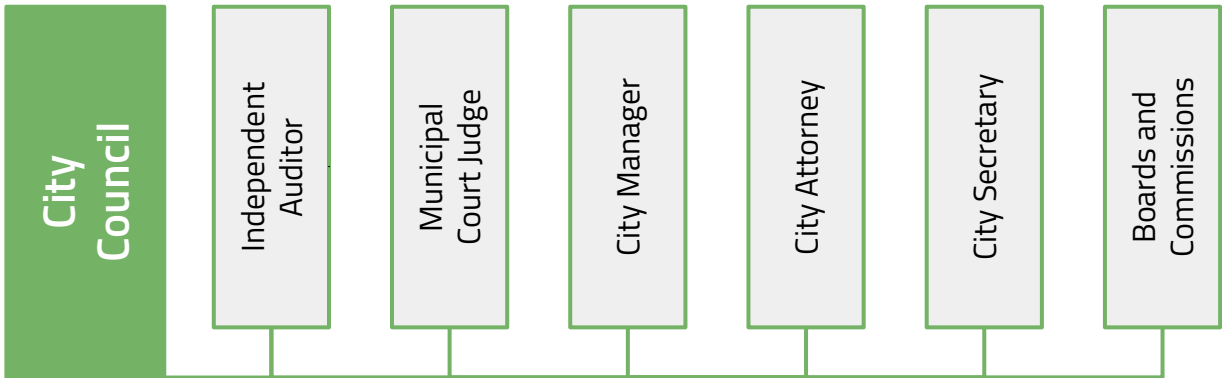 City
Council
Independent
Auditor
Municipal
Court Judge
City Manager
City Attorney
City Secretary
Boards and
Commissions